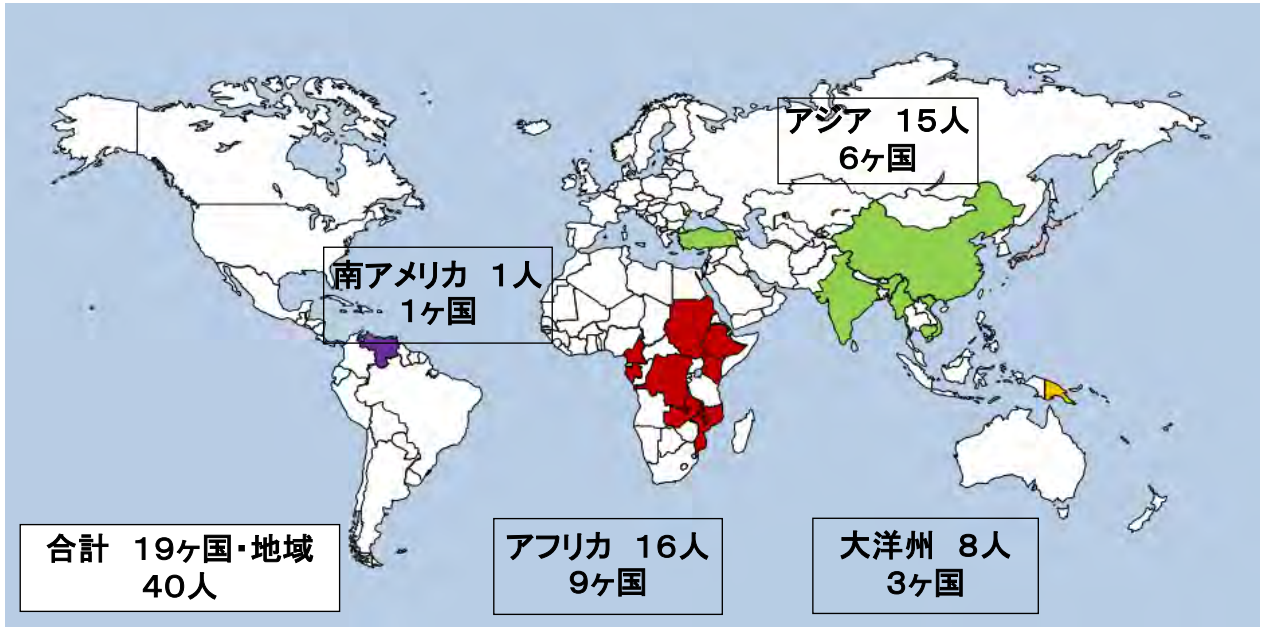 アジア　１５人
６ヶ国
南アメリカ　１人
１ヶ国
合計　１９ヶ国・地域
４０人
アフリカ　１６人
９ヶ国
大洋州　８人
３ヶ国